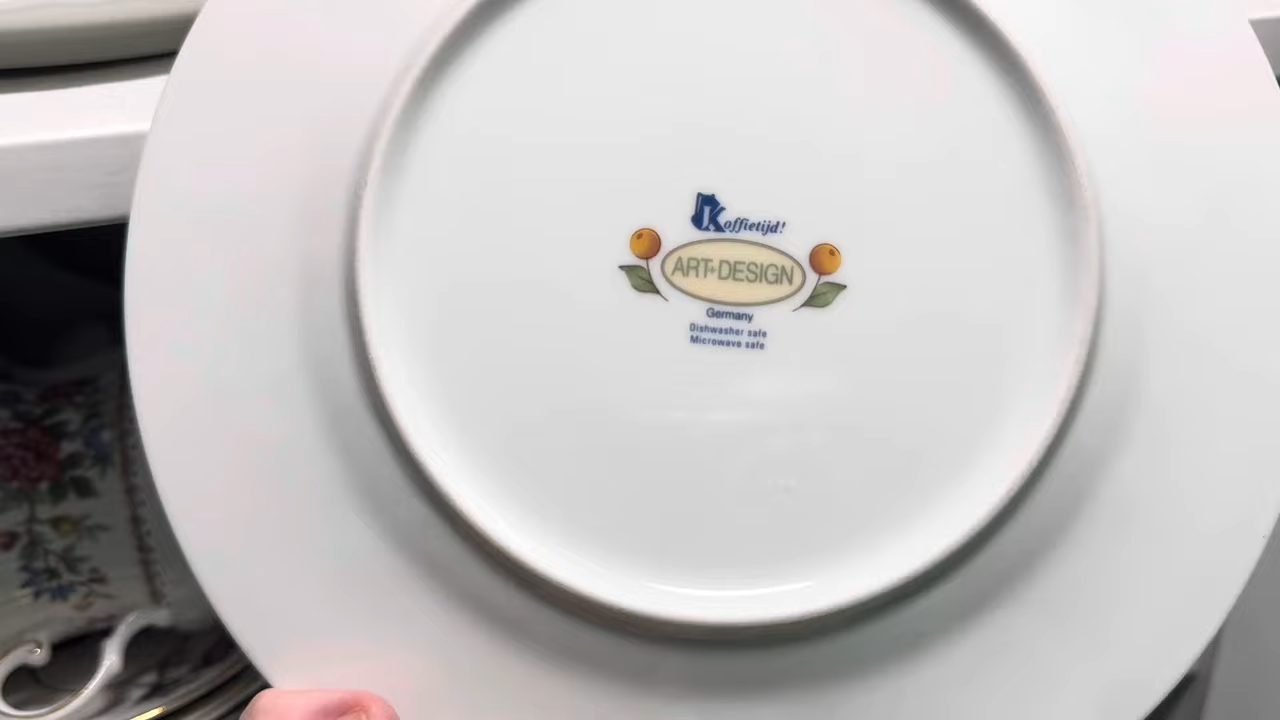 Koffietijd!
ART+DESIGN
Germany
Dishwasher safe
Microwave safe